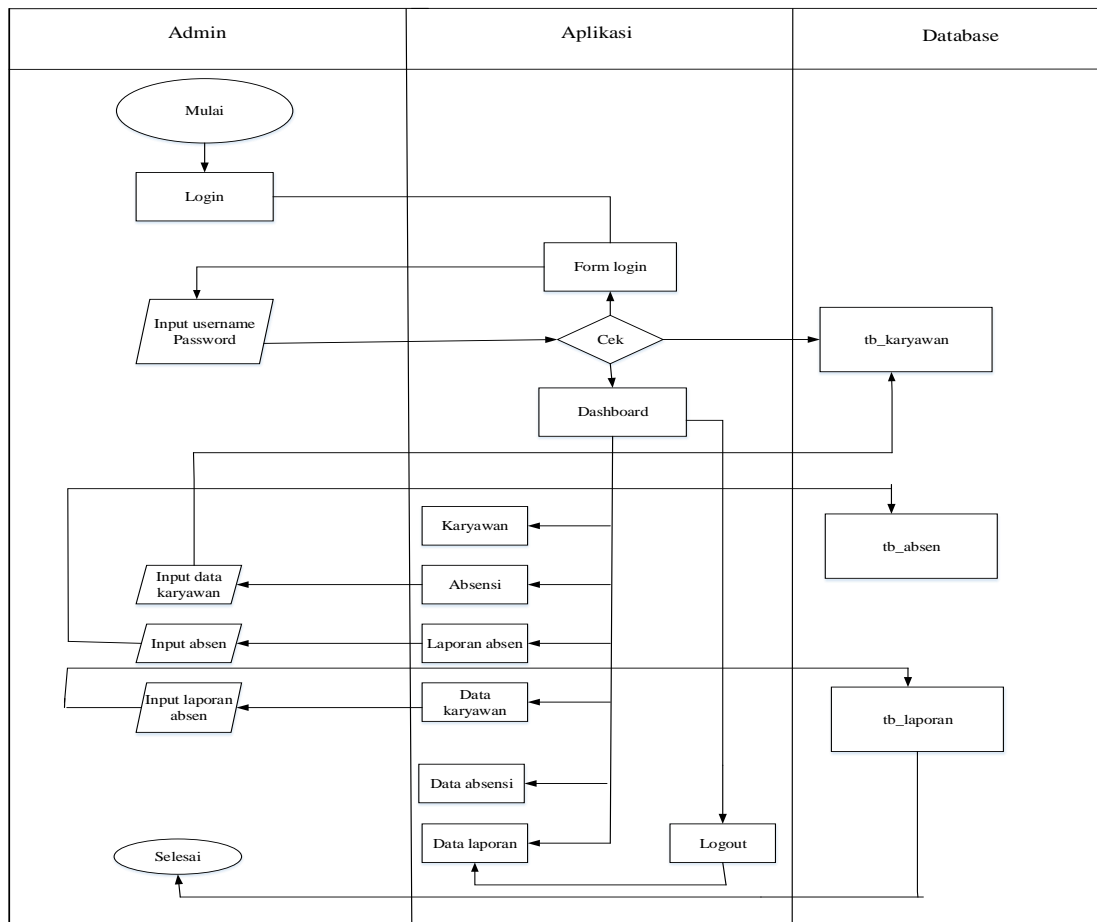 Admin
Aplikasi
Database
Mulai
Login
Form login
Input username
Password
Cek
tb_karyawan
Dashboard
Karyawan
tb_absen
Input data
karyawan
Absensi
Input absen
Laporan absen
Input laporan
absen
Data
karyawan
tb_laporan
Data absensi
Selesai
Data laporan
Logout